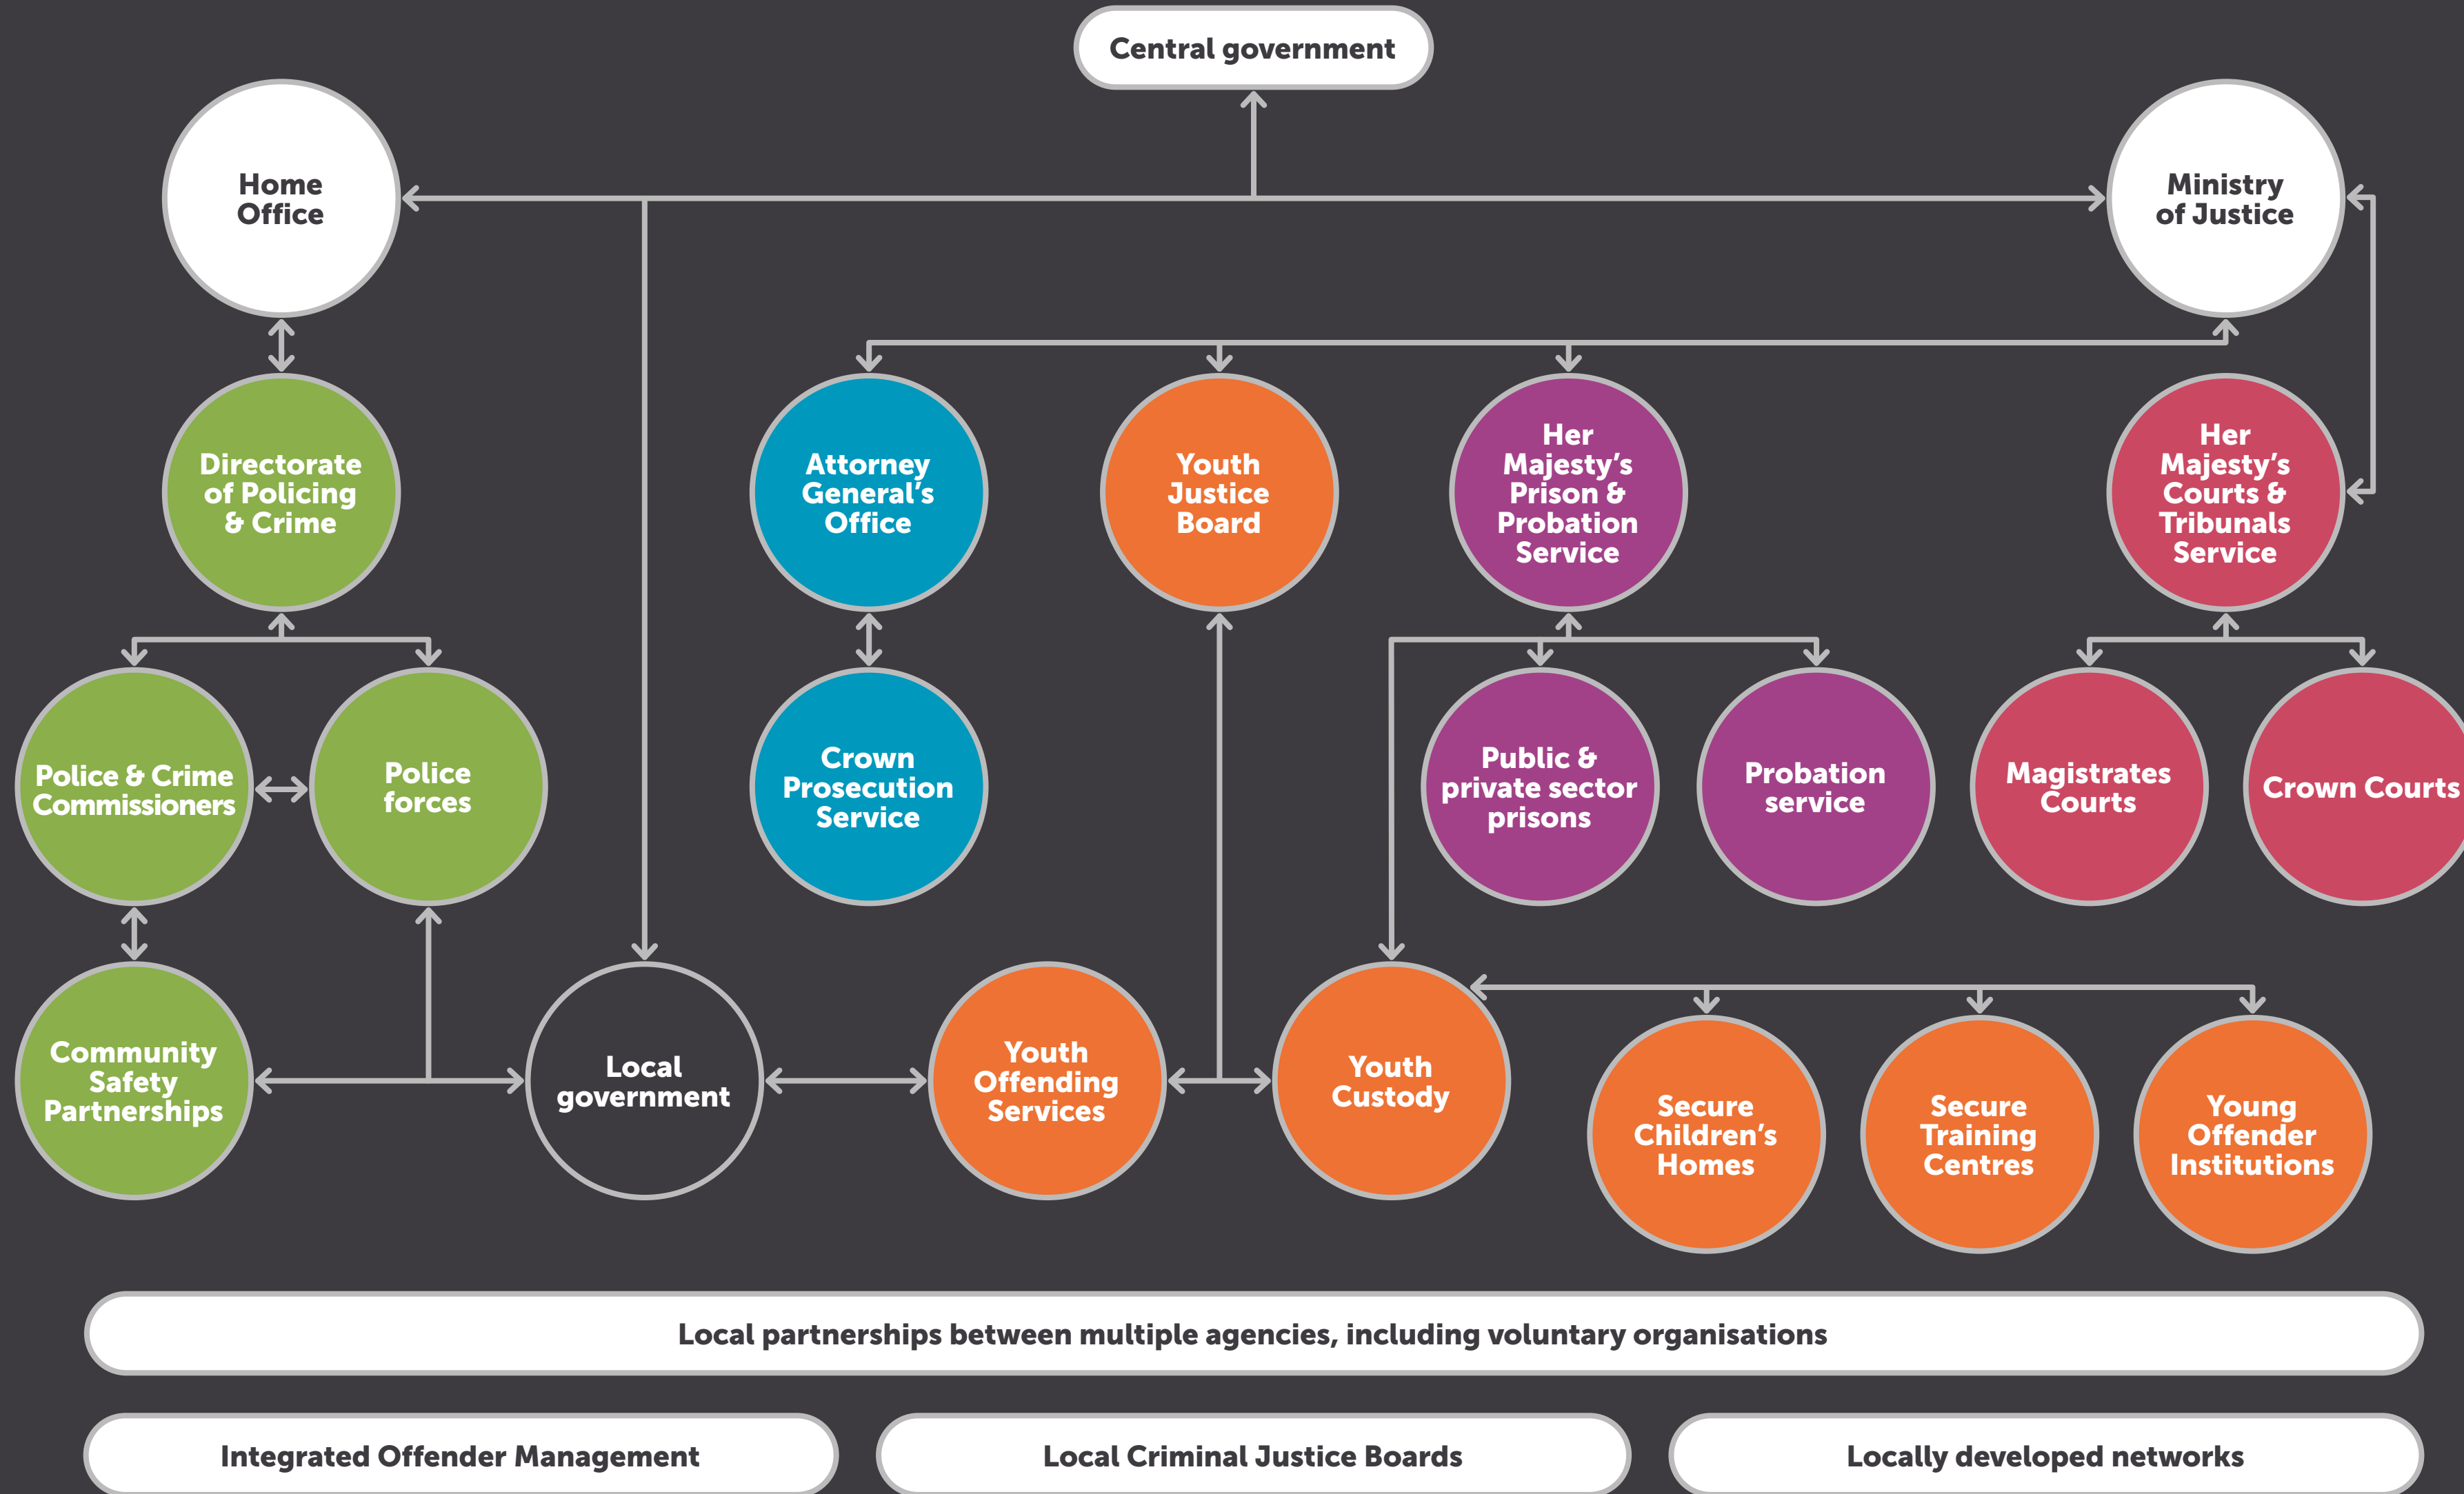 Central government
Home
Office
Ministry
of Justice
Directorate
of Policing
& Crime
Attorney
General’s
Office
Youth
Justice
Board
Her
Majesty’s
Prison &
Probation
Service
Her
Majesty’s
Courts &
Tribunals
Service
Police & Crime
Commissioners
Police
forces
Crown
Prosecution
Service
Public &
private sector
prisons
Probation
service
Magistrates
Courts
Crown Courts
Community
Safety
Partnerships
Local
government
Youth
Offending
Services
Youth
Custody
Secure
Children’s
Homes
Secure
Training
Centres
Young
Offender
Institutions
Local partnerships between multiple agencies, including voluntary organisations
Integrated Offender Management
Local Criminal Justice Boards
Locally developed networks